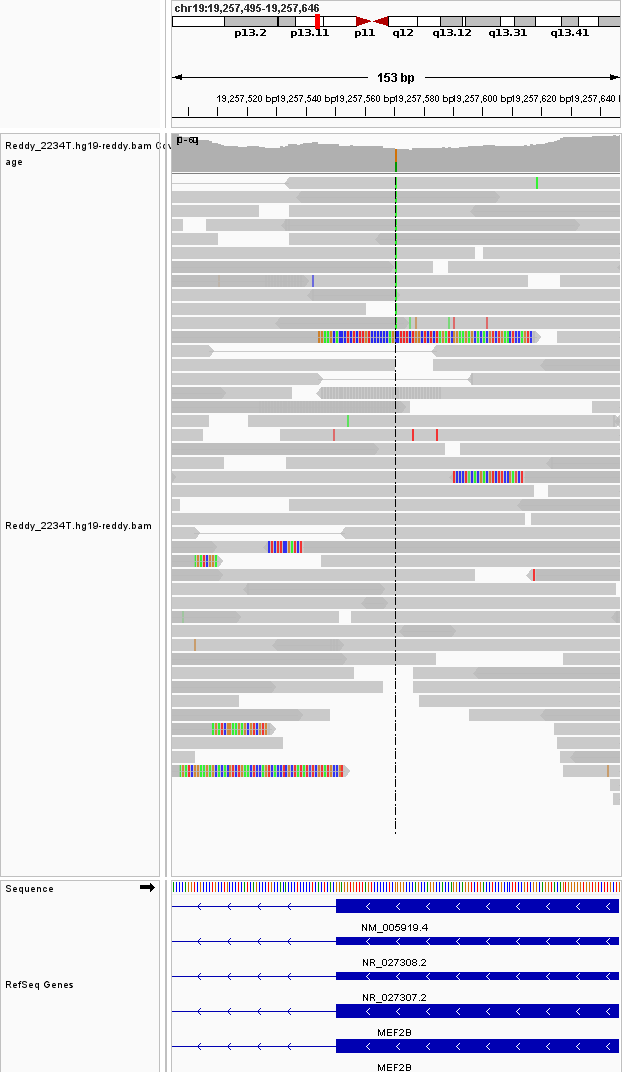 chr19:19,257,495-19,257,646
p13.2 p13.11 p11 q12 q13.12 q13.31 q13.41
153 bp
19,257,520 bp 19,257,540 bp 19,257,560 bp 19,257,580 bp 19,257,600 bp 19,257,620 bp 19,257,640
Reddy_2234T.hg19-reddy.bam Cov
age
Reddy_2234T.hg19-reddy.bam
Sequence
NM_005919.4
NR_027308.2
RefSeq Genes
NR_027307.2
MEF2B
MEF2B